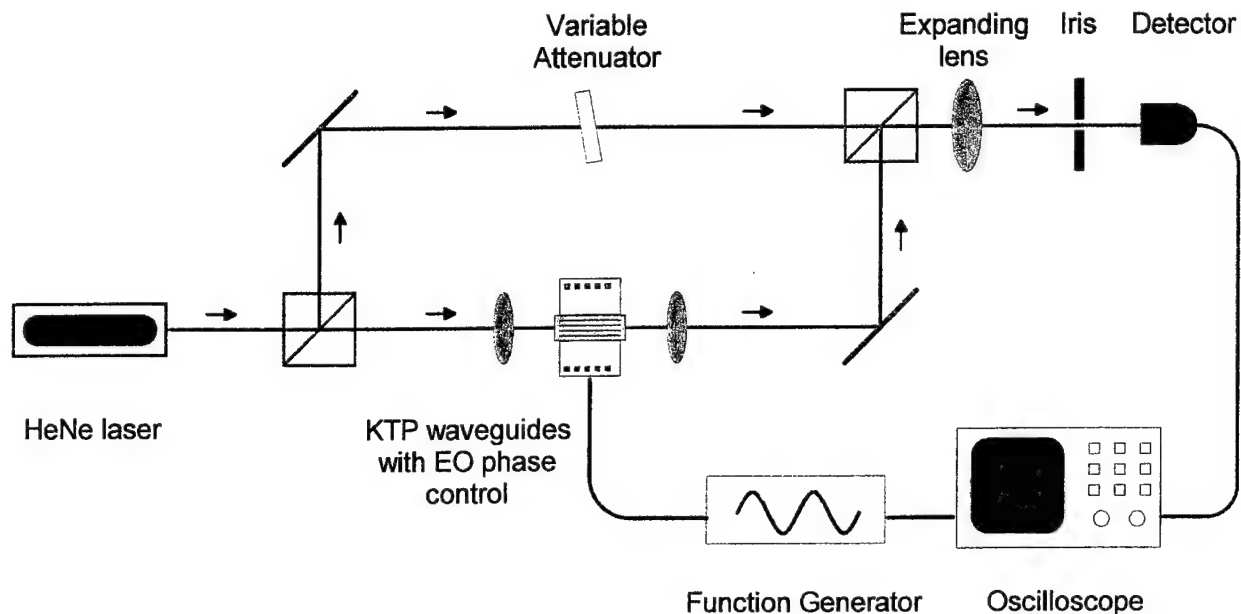 Variable
Attenuator
Expanding
lens
Iris
Detector
HeNe laser
KTP waveguides
with EO phase
control
Function Generator
Oscilloscope